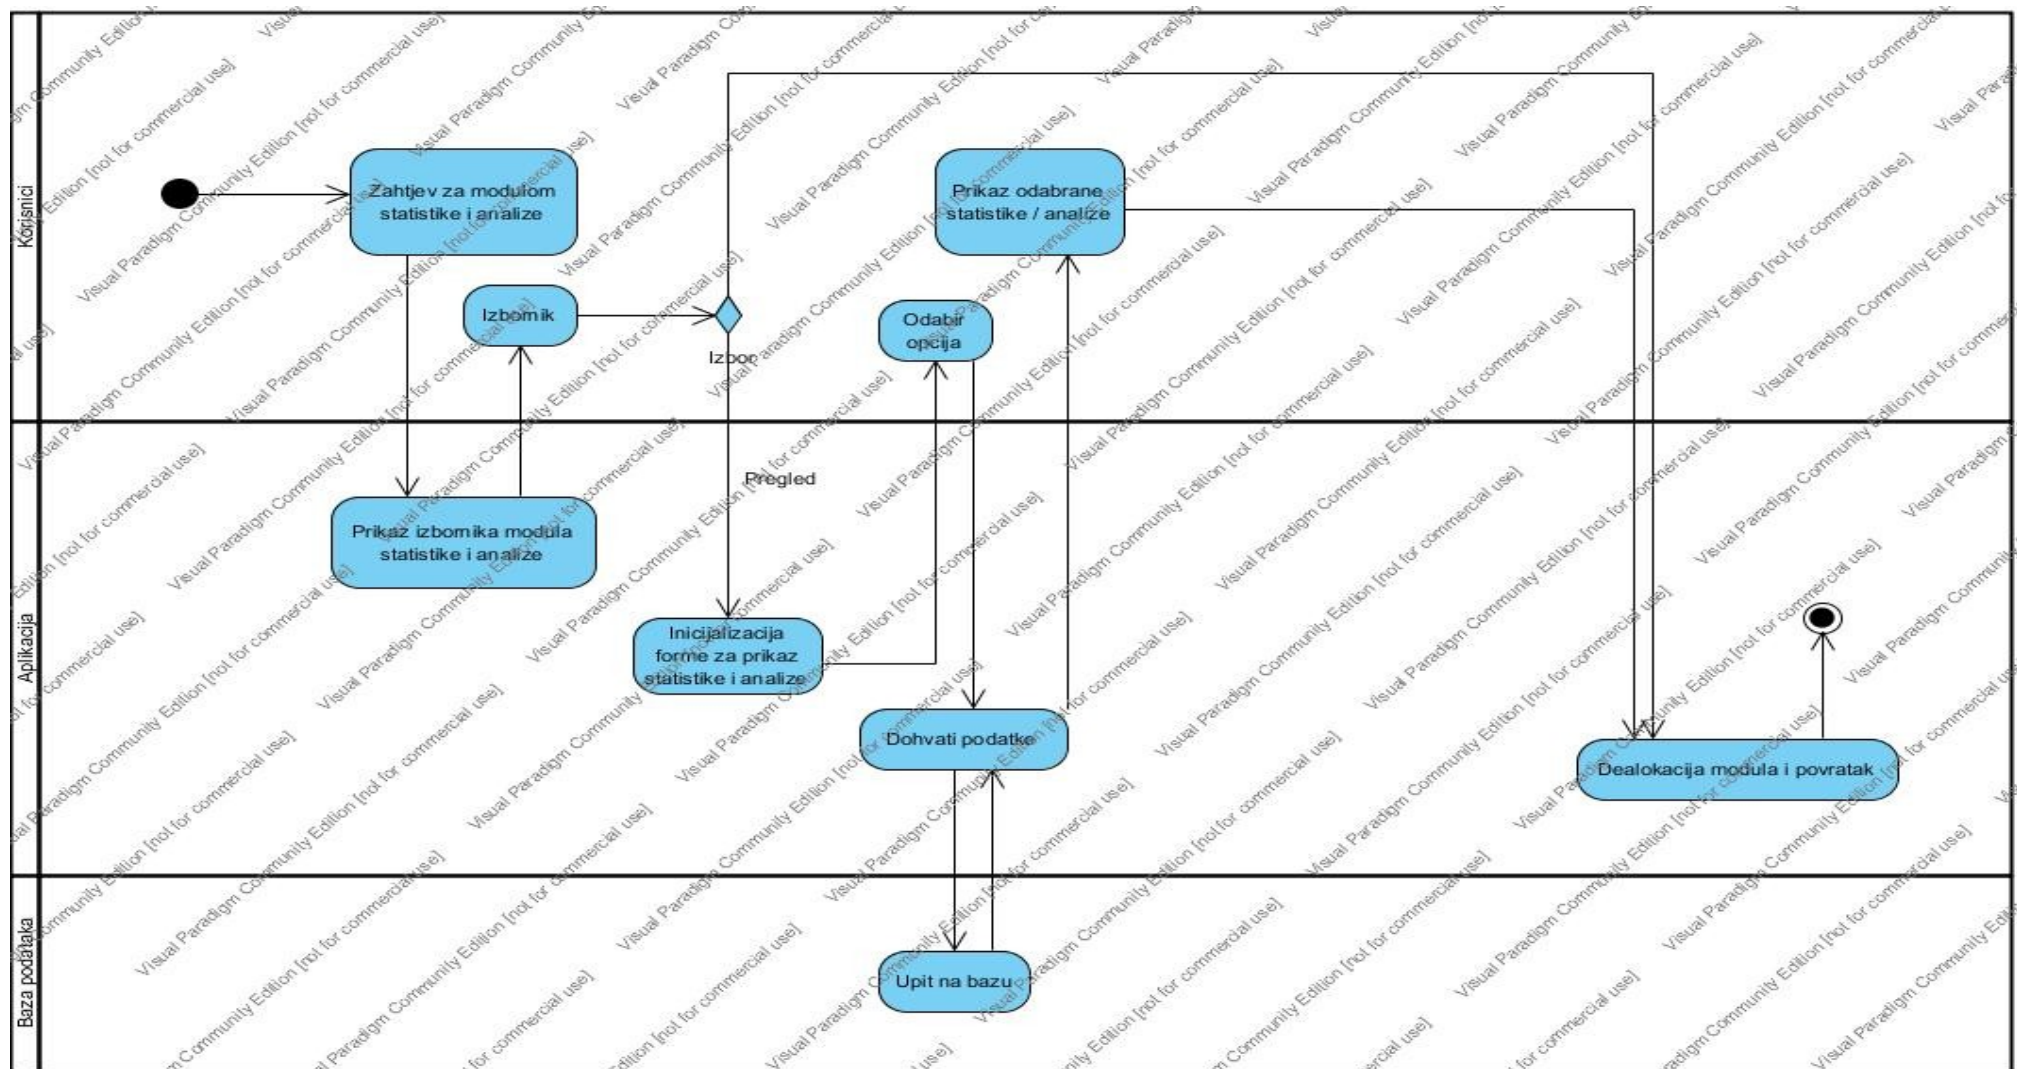 Korisnici
Zahtjev za modulom
statistike i analize
Prikaz odabrane
statistike / analize
Izbornik
Odabir
opcija
Izbor
Aplikacija
Pregled
Prikaz izbornika modula
statistike i analize
Inicijalizacija
forme za prikaz
statistike i analize
Dohvati podatke
Dealokacija modula i povratak
Baza podataka
Upit na bazu
Visual Paradigm Community Edition [not for commercial use]